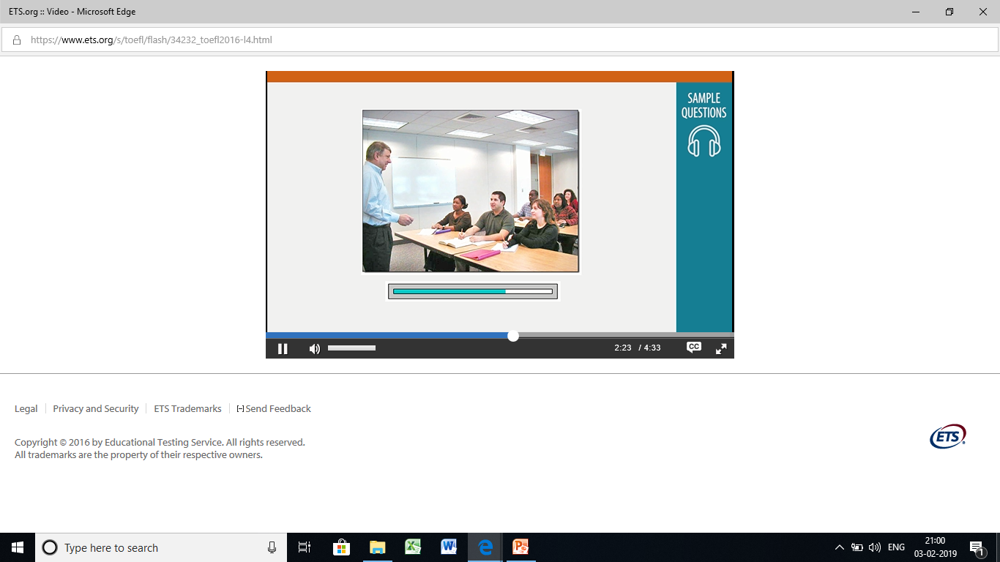 ETS.org :: Video - Microsoft Edge
https://www.ets.org/s/toefl/flash/34232_toefl2016-l4.html
SAMPLE
QUESTIONS
2:23 / 4:33 CC
Legal Privacy and Security ETS Trademarks [-] Send Feedback
Copyright © 2016 by Educational Testing Service. All rights reserved.
All trademarks are the property of their respective owners.
ETS®
Type here to search
ENG
21:00
03-02-2019
1